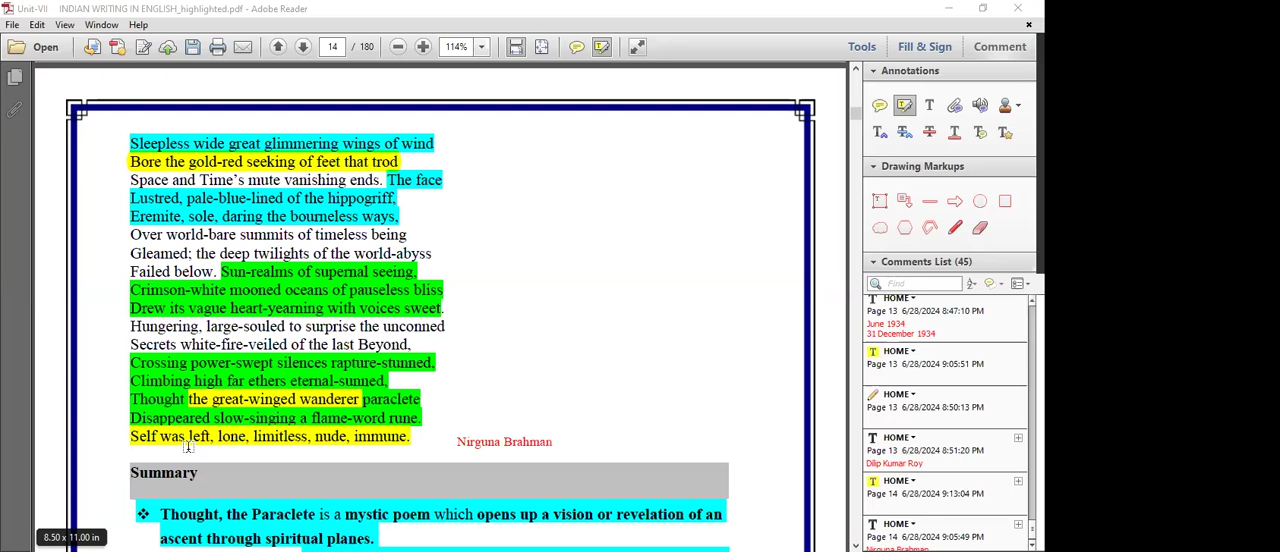 Unit-VII INDIAN WRITING IN ENGLISH_highlighted.pdf - Adobe Reader
File Edit View Window Help
Open 14 / 180 114% Tools Fill & Sign Comment
Sleepless wide great glimmering wings of wind
Bore the gold-red seeking of feet that trod
Space and Time's mute vanishing ends. The face
Lustred, pale-blue-lined of the hippogriff,
Eremite, sole, daring the bourneless ways,
Over world-bare summits of timeless being
Gleamed; the deep twilights of the world-abyss
Failed below. Sun-realms of supernal seeing,
Crimson-white mooned oceans of pauseless bliss
Drew its vague heart-yearning with voices sweet.
Hungering, large-souled to surprise the unconned
Secrets white-fire-veiled of the last Beyond,
Crossing power-swept silences rapture-stunned,
Climbing high far ethers eternal-sunned,
Thought the great-winged wanderer paraclete
Disappeared slow-singing a flame-word rune.
Self was left, lone, limitless, nude, immune.
Nirguna Brahman
Summary
❖ Thought, the Paraclete is a mystic poem which opens up a vision or revelation of an
ascent through spiritual planes.
8.50 x 11.00 in
Annotations
Drawing Markups
Comments List (45)
Find
HOME
Page 13 6/28/2024 8:47:10 PM
June 1934
31 December 1934
HOME
Page 13 6/28/2024 9:05:51 PM
HOME
Page 13 6/28/2024 8:50:13 PM
HOME
Page 13 6/28/2024 8:51:20 PM
Dilip Kumar Roy
HOME
Page 14 6/28/2024 9:13:04 PM
HOME
Page 14 6/28/2024 9:05:49 PM
Nirguna Brahman